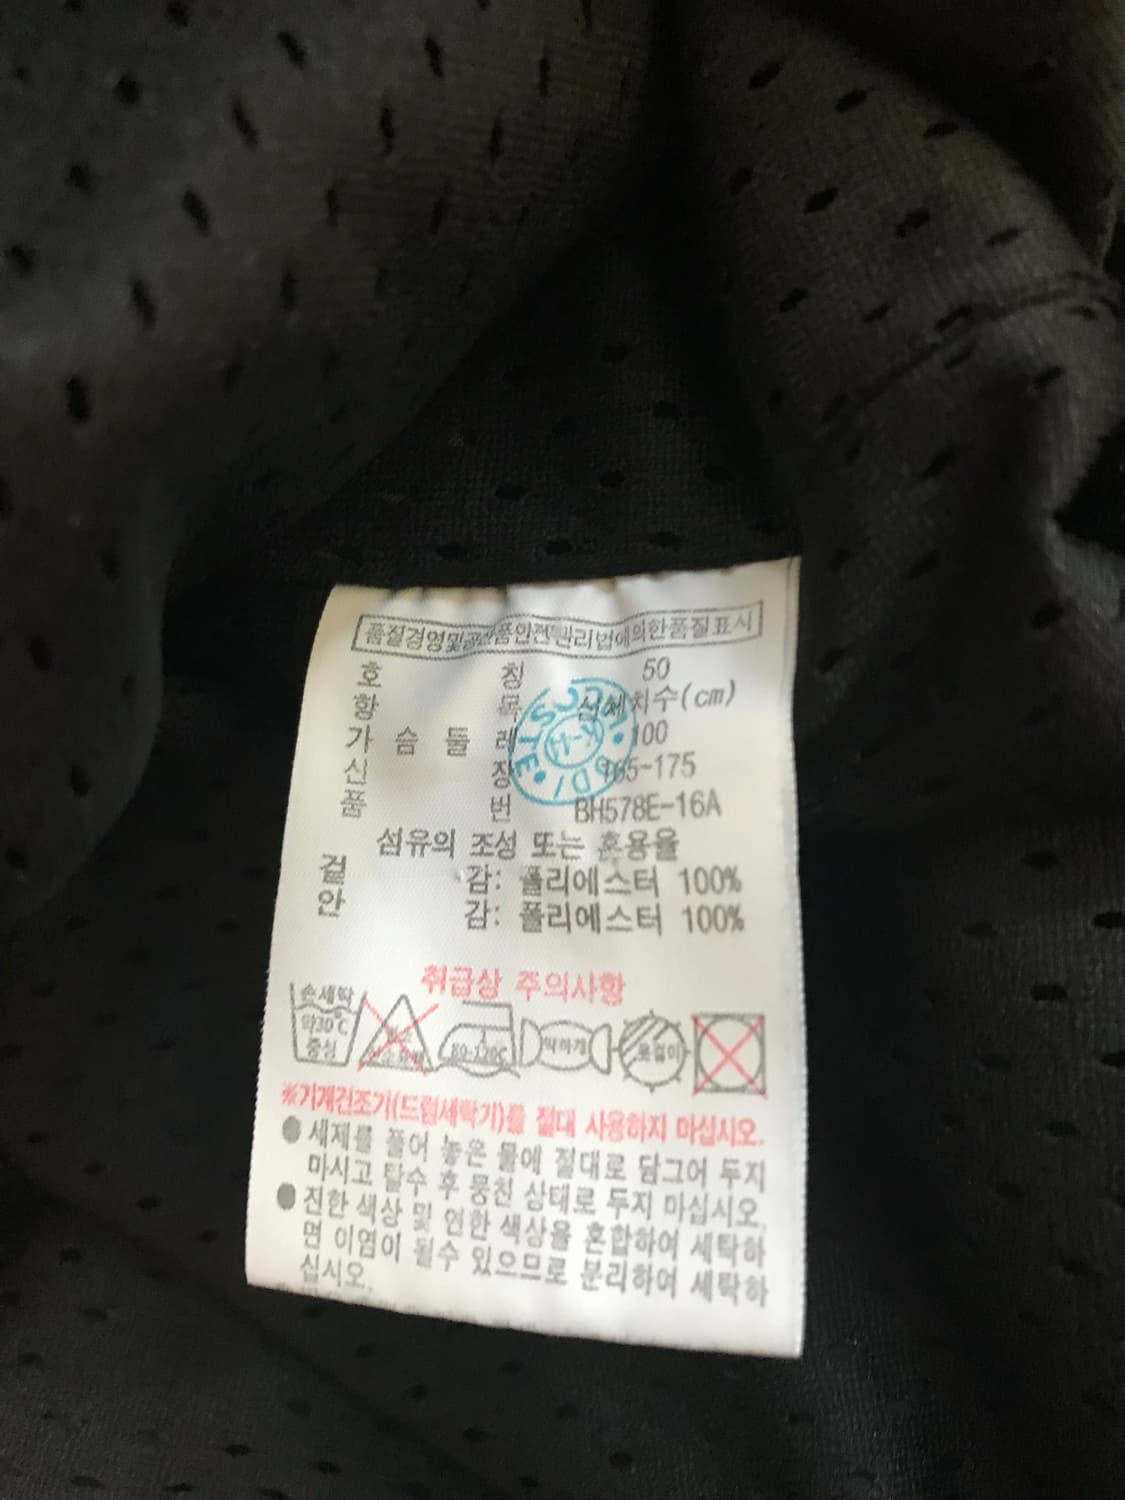 품질경영및공산품안전관리법에의한품질표시
호 칭 50
항 목 신체치수(cm)
가 슴 둘 레 100
신 장 165-175
품 번 BH578E-16A
섬유의 조성 또는 혼용율
겉 감: 폴리에스터 100%
안 감: 폴리에스터 100%
취급상 주의사항
손세탁
약30℃
중성
80-120C
약하게
옷걸이
※기계건조기(드럼세탁기)를 절대 사용하지 마십시오.
● 세제를 풀어 놓은 물에 절대로 담그어 두지
마시고 탈수 후 뭉친 상태로 두지 마십시오.
● 진한 색상 및 연한 색상을 혼합하여 세탁하
면 이염이 될수 있으므로 분리하여 세탁하
십시오.